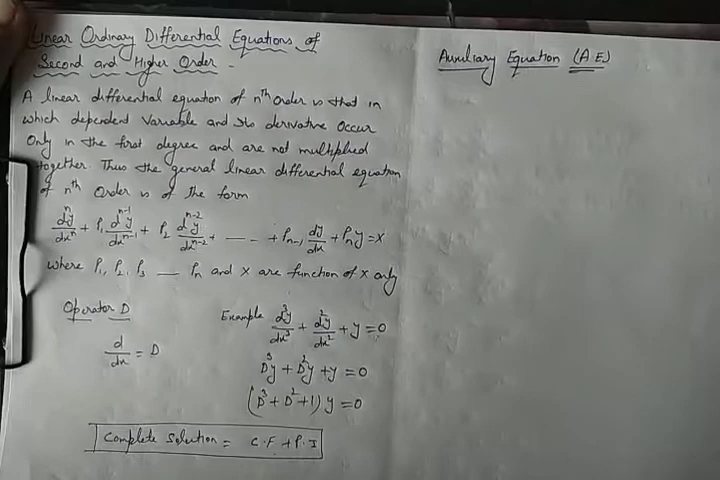 Linear Ordinary Differential Equations of
Second and Higher Order -
A linear differential equation of nth order is that in
which dependent Variable and its derivative occur
Only in the first degree and are not multiplied
together. Thus the general linear differential equation
of nth Order is of the form
dⁿy/dxⁿ + P₁ dⁿ⁻¹y/dxⁿ⁻¹ + P₂ dⁿ⁻²y/dxⁿ⁻² + --- + Pₙ₋₁ dy/dx + Pₙy = X
where P₁, P₂, P₃ — Pₙ and X are function of X only
Operator D
d/dx = D
Example d³y/dx³ + d²y/dx² + y = 0
D³y + D²y + y = 0
(D³ + D² + 1) y = 0
Complete Solution = C.F + P.I
Auxiliary Equation (A.E)